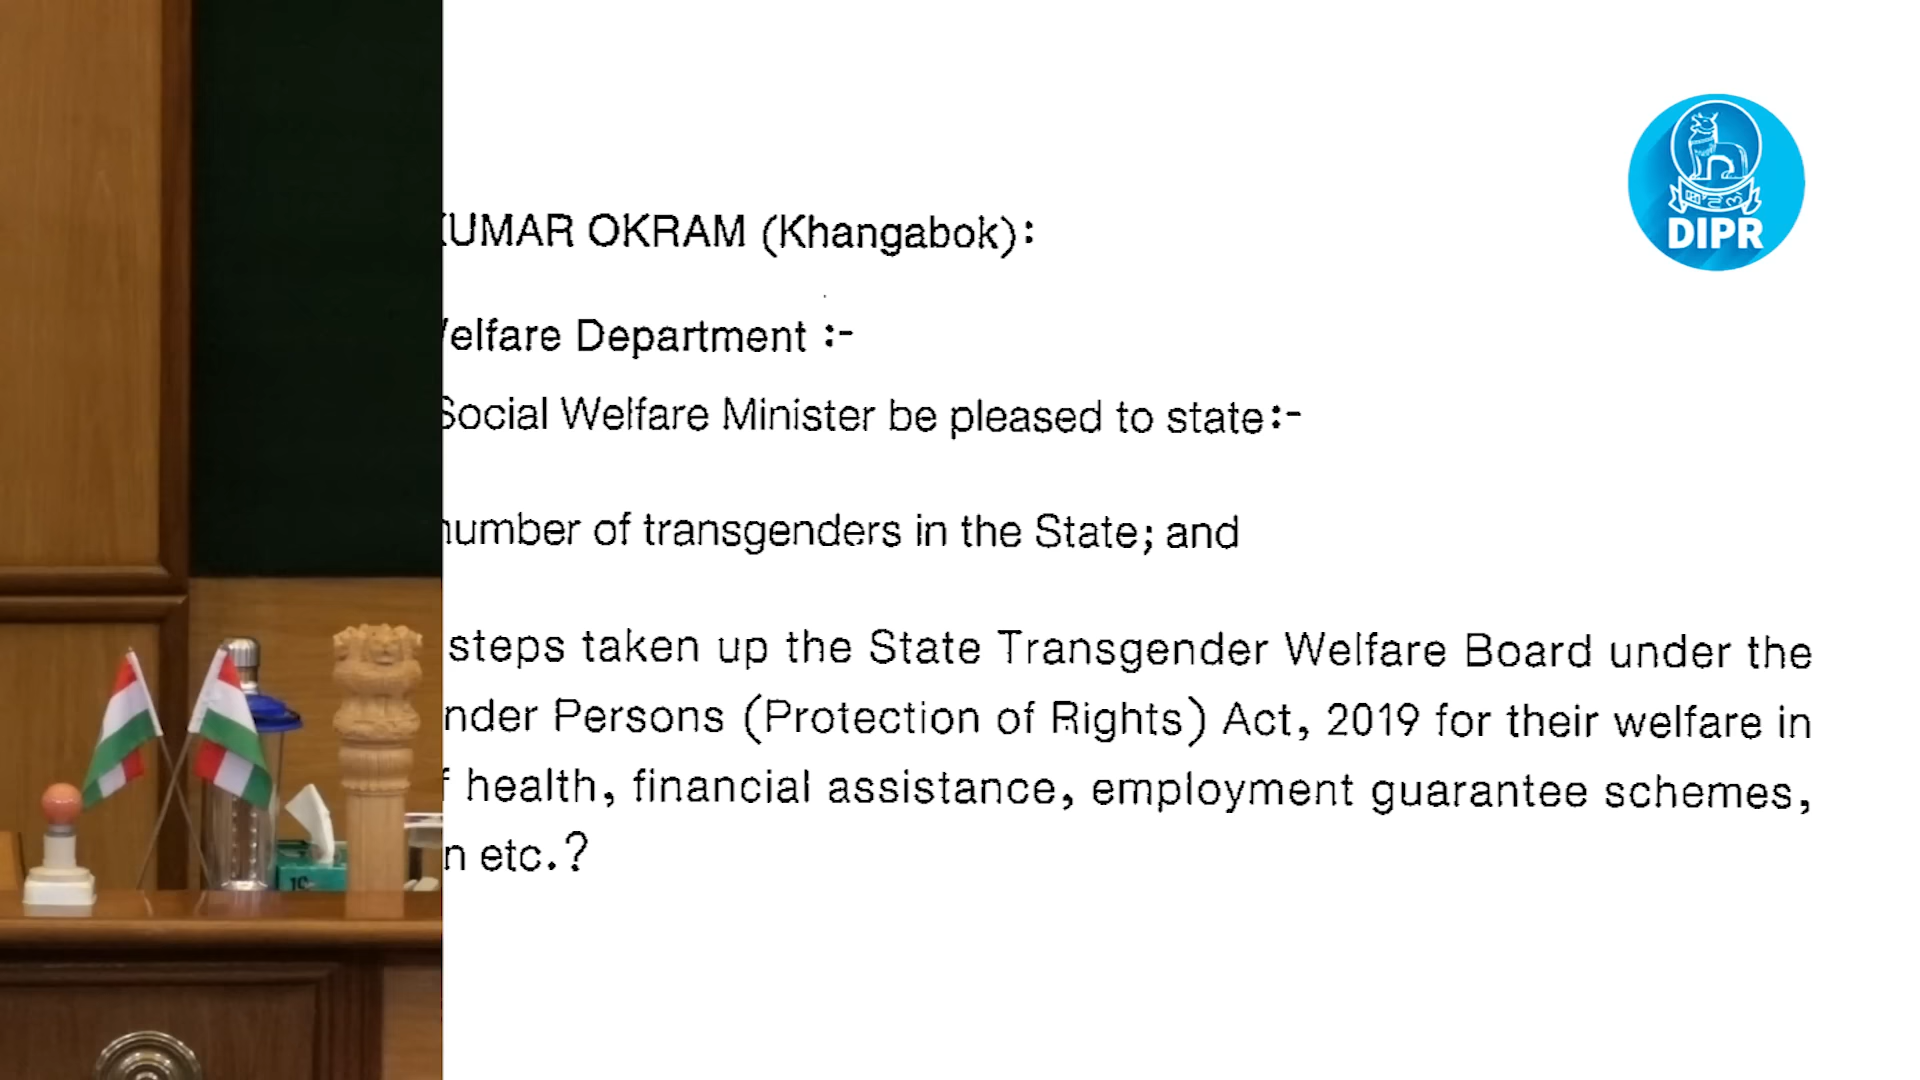 UMAR OKRAM (Khangabok):
elfare Department :-
Social Welfare Minister be pleased to state:-
number of transgenders in the State; and
steps taken up the State Transgender Welfare Board under the
nder Persons (Protection of Rights) Act, 2019 for their welfare in
health, financial assistance, employment guarantee schemes,
n etc.?
DIPR